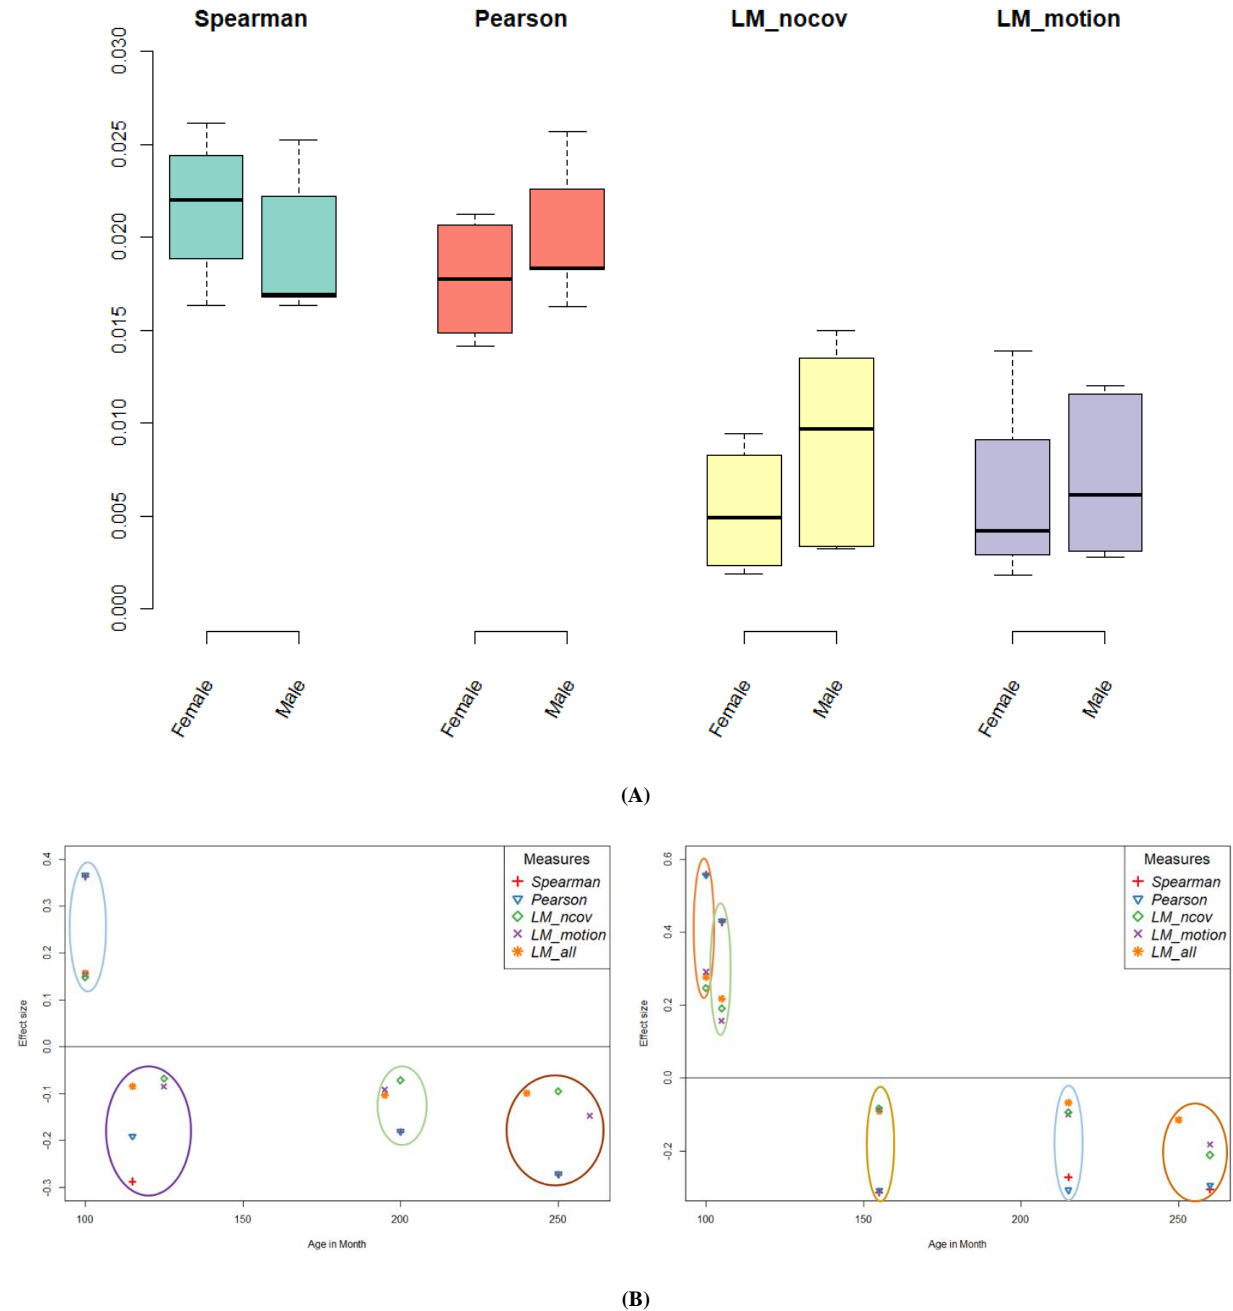 Spearman Pearson LM_nocov LM_motion
0.030
0.025
0.020
0.015
0.010
0.005
0.000
Female Male Female Male Female Male Female Male
(A)
Effect size
0.4
0.3
0.2
0.1
0.0
-0.1
-0.2
-0.3
Measures
Spearman
Pearson
LM_ncov
LM_motion
LM_all
100 150 200 250
Age in Month
Effect size
0.6
0.4
0.2
0.0
-0.2
Measures
Spearman
Pearson
LM_ncov
LM_motion
LM_all
100 150 200 250
Age in Month
(B)